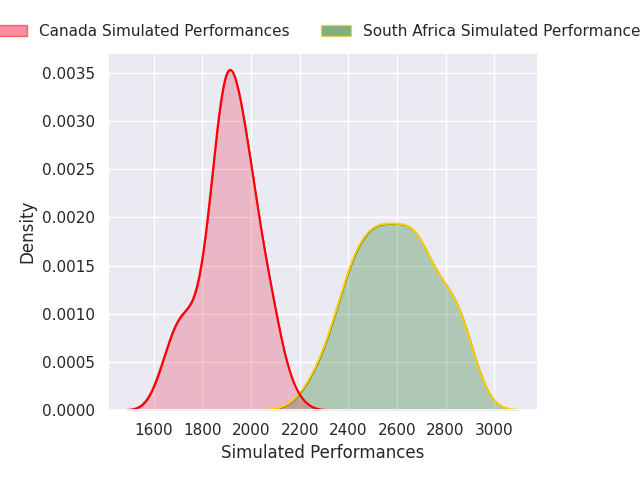 Canada Simulated Performances
South Africa Simulated Performance
0.0035
0.0030
0.0025
0.0020
0.0015
0.0010
0.0005
0.0000
Density
1600 1800 2000 2200 2400 2600 2800 3000
Simulated Performances